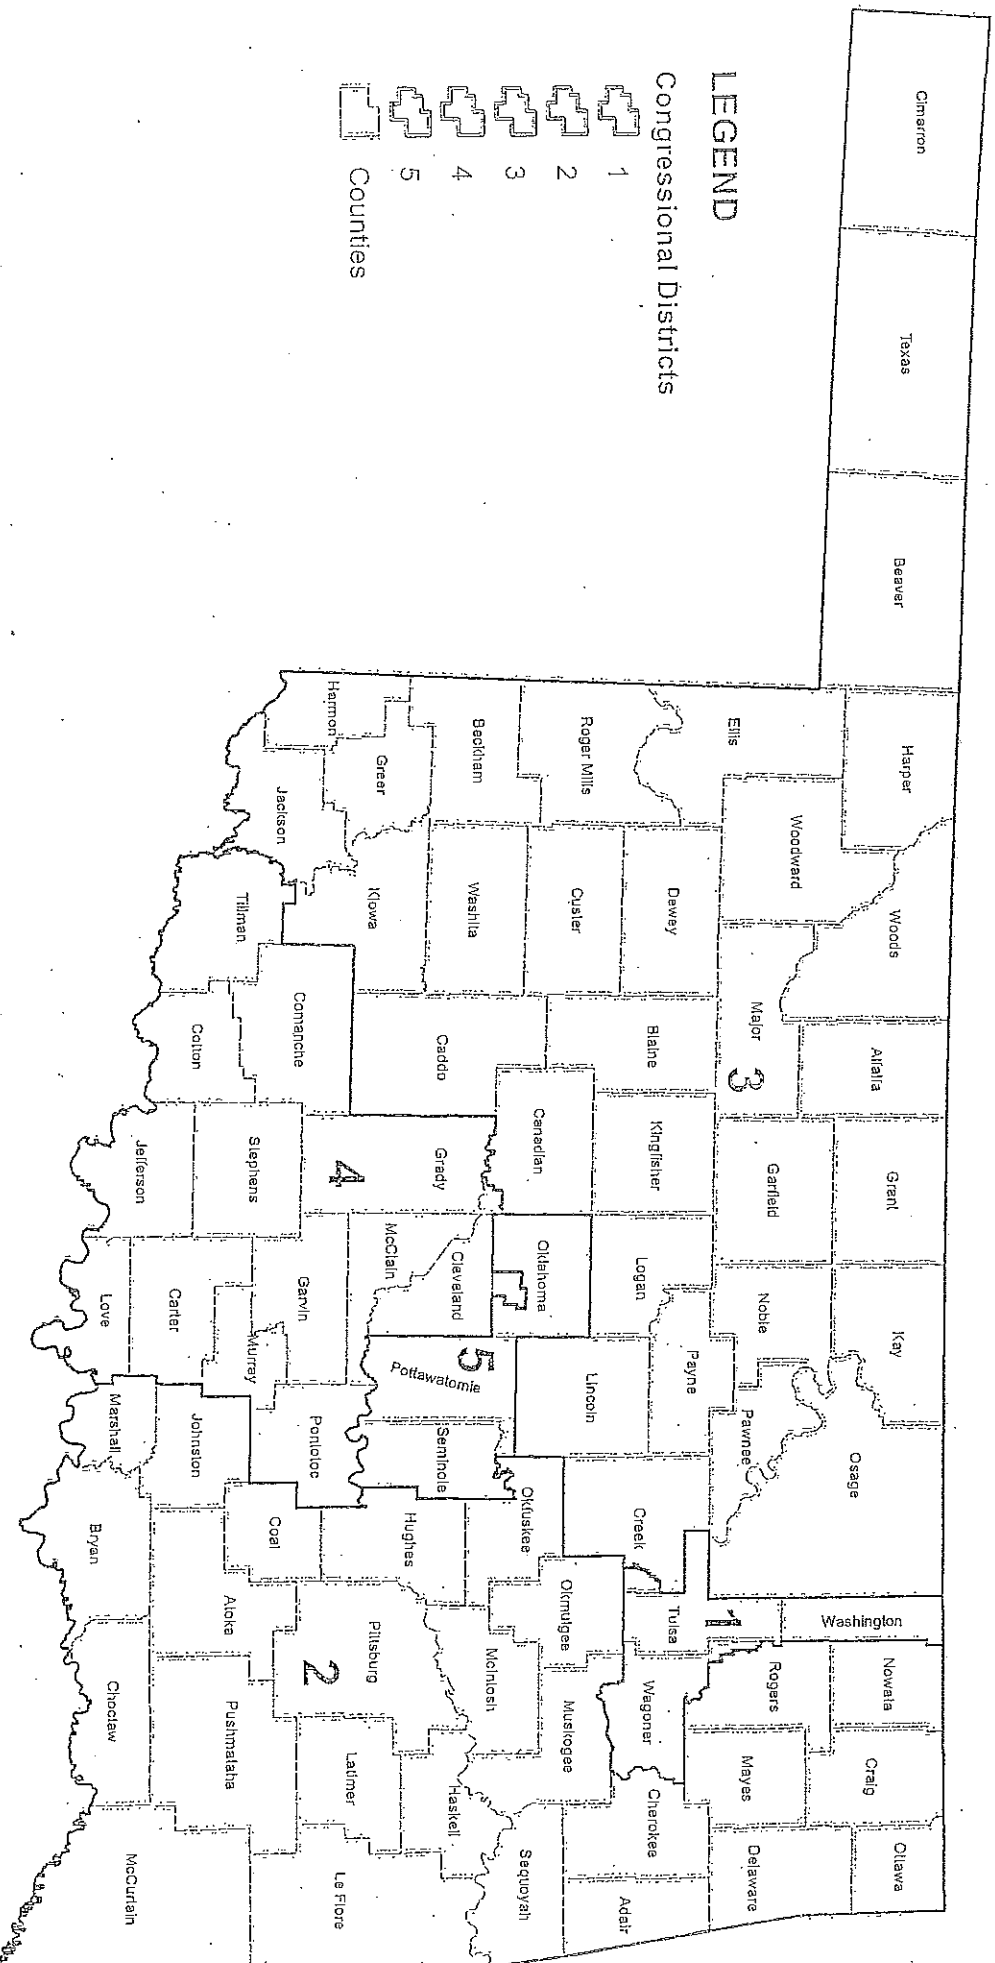 LEGEND
Congressional Districts
1
2
3
4
5
Counties
Cimarron
Texas
Beaver
Harper
Woods
Alfalfa
Grant
Kay
Osage
Washington
Nowata
Craig
Ottawa
Ellis
Woodward
Major
3
Garfield
Noble
Pawnee
1
Rogers
Mayes
Delaware
Roger Mills
Dewey
Blaine
Kingfisher
Logan
Payne
Creek
Tulsa
Wagoner
Cherokee
Adair
Custer
Canadian
Oklahoma
Lincoln
Okfuskee
Okmulgee
Muskogee
Sequoyah
Beckham
Washita
Caddo
Grady
Cleveland
5
Pottawatomie
Seminole
Hughes
McIntosh
Haskell
Harmon
Greer
Kiowa
Comanche
4
McClain
Garvin
Pontotoc
Coal
Pittsburg
2
Latimer
Le Flore
Jackson
Tillman
Cotton
Stephens
Murray
Johnston
Atoka
Pushmataha
Jefferson
Carter
Love
Marshall
Bryan
Choctaw
McCurtain